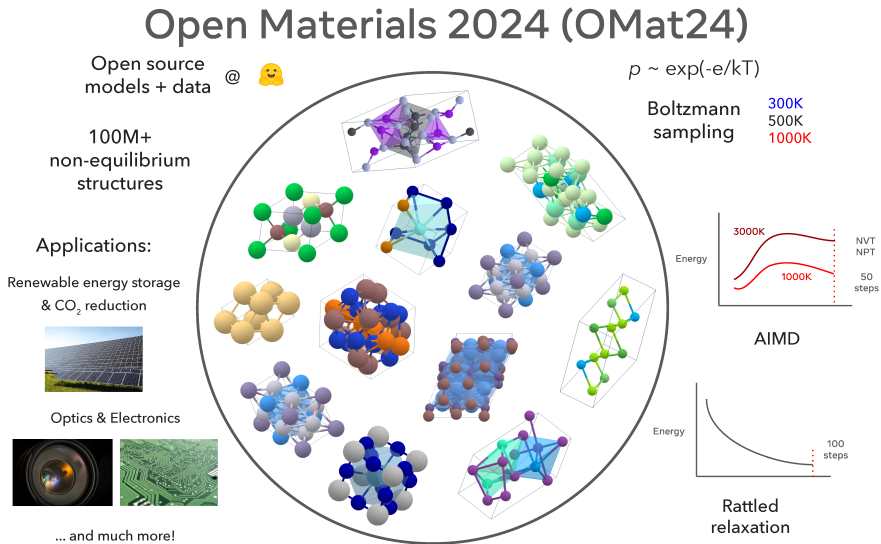 Open Materials 2024 (OMat24)
Open source
models + data @
100M+
non-equilibrium
structures
Applications:
Renewable energy storage
& CO₂ reduction
Optics & Electronics
... and much more!
p ~ exp(-e/kT)
Boltzmann
sampling
300K
500K
1000K
Energy
3000K
1000K
NVT
NPT
50
steps
AIMD
Energy
100
steps
Rattled
relaxation